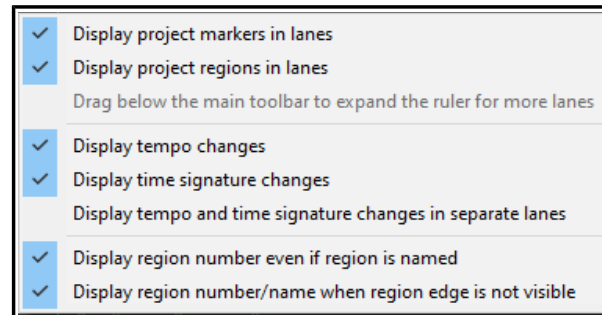 Display project markers in lanes
Display project regions in lanes
Drag below the main toolbar to expand the ruler for more lanes
Display tempo changes
Display time signature changes
Display tempo and time signature changes in separate lanes
Display region number even if region is named
Display region number/name when region edge is not visible